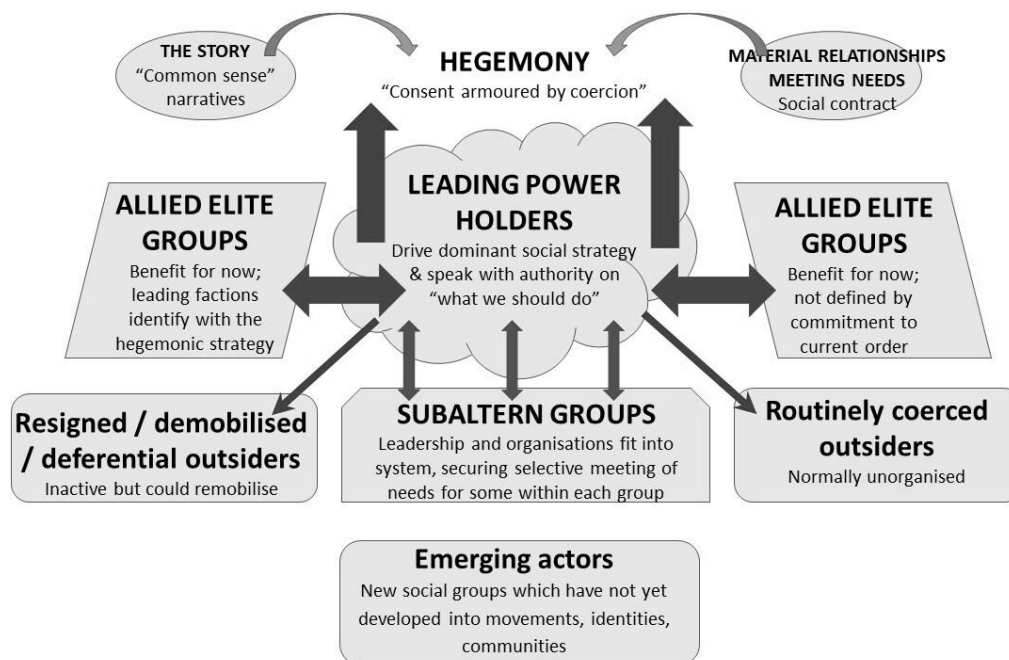 THE STORY
“Common sense”
narratives
HEGEMONY
“Consent armoured by coercion”
MATERIAL RELATIONSHIPS
MEETING NEEDS
Social contract
ALLIED ELITE
GROUPS
Benefit for now;
leading factions
identify with the
hegemonic strategy
LEADING POWER
HOLDERS
Drive dominant social strategy
& speak with authority on
“what we should do”
ALLIED ELITE
GROUPS
Benefit for now;
not defined by
commitment to
current order
Resigned / demobilised
/ deferential outsiders
Inactive but could remobilise
SUBALTERN GROUPS
Leadership and organisations fit into
system, securing selective meeting of
needs for some within each group
Routinely coerced
outsiders
Normally unorganised
Emerging actors
New social groups which have not yet
developed into movements, identities,
communities